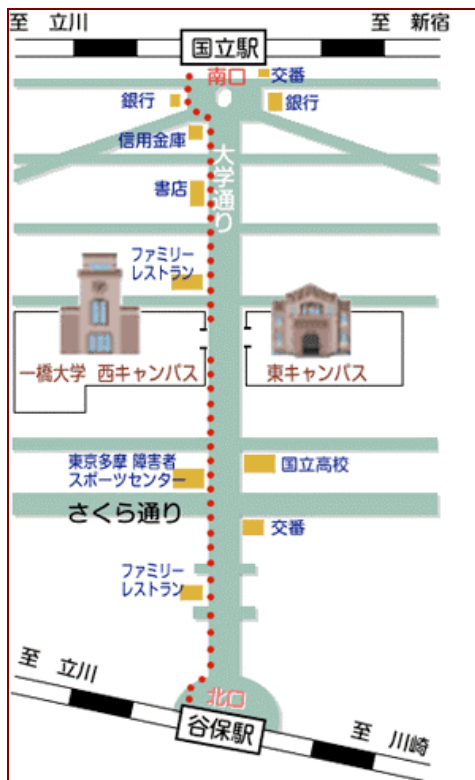 至 立川
至 新宿
国立駅
南口
交番
銀行
銀行
信用金庫
大学通り
書店
ファミリー
レストラン
一橋大学 西キャンパス
東キャンパス
東京多摩 障害者
スポーツセンター
国立高校
さくら通り
交番
ファミリー
レストラン
至 立川
北口
谷保駅
至 川崎